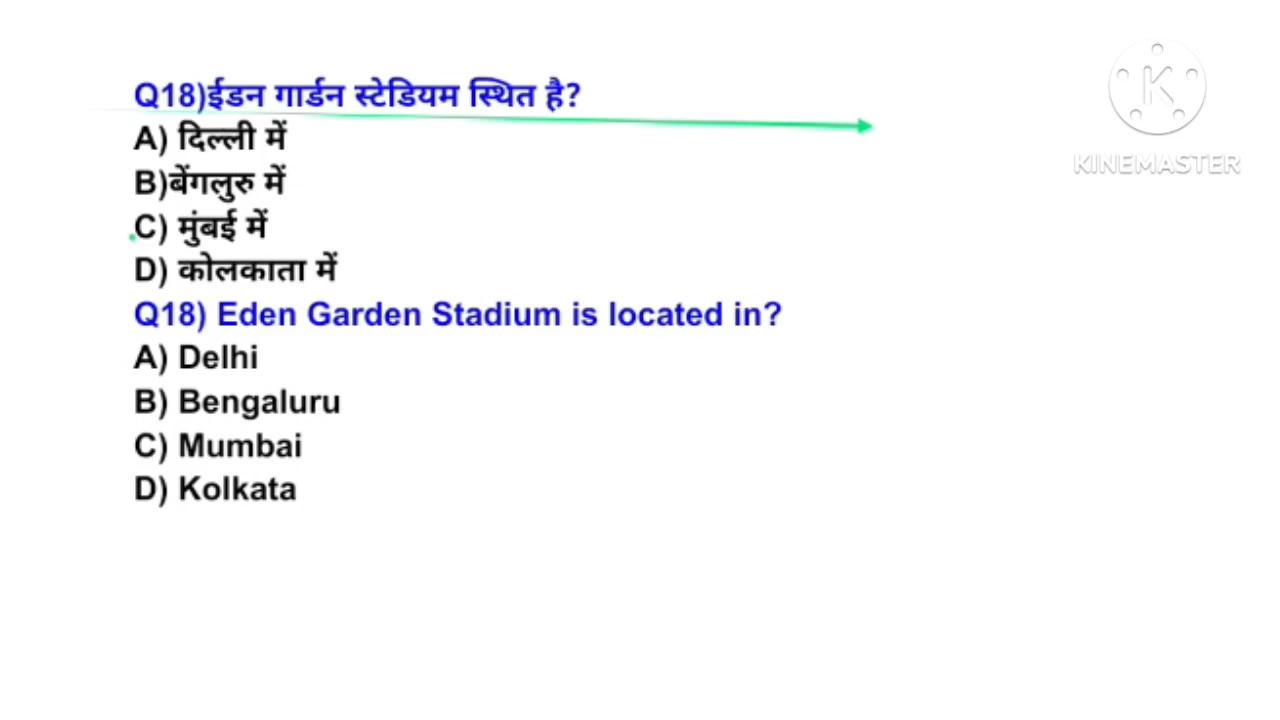 Q18)ईडन गार्डन स्टेडियम स्थित है?
A) दिल्ली में
B)बेंगलुरु में
C) मुंबई में
D) कोलकाता में
Q18) Eden Garden Stadium is located in?
A) Delhi
B) Bengaluru
C) Mumbai
D) Kolkata
K
KINEMASTER